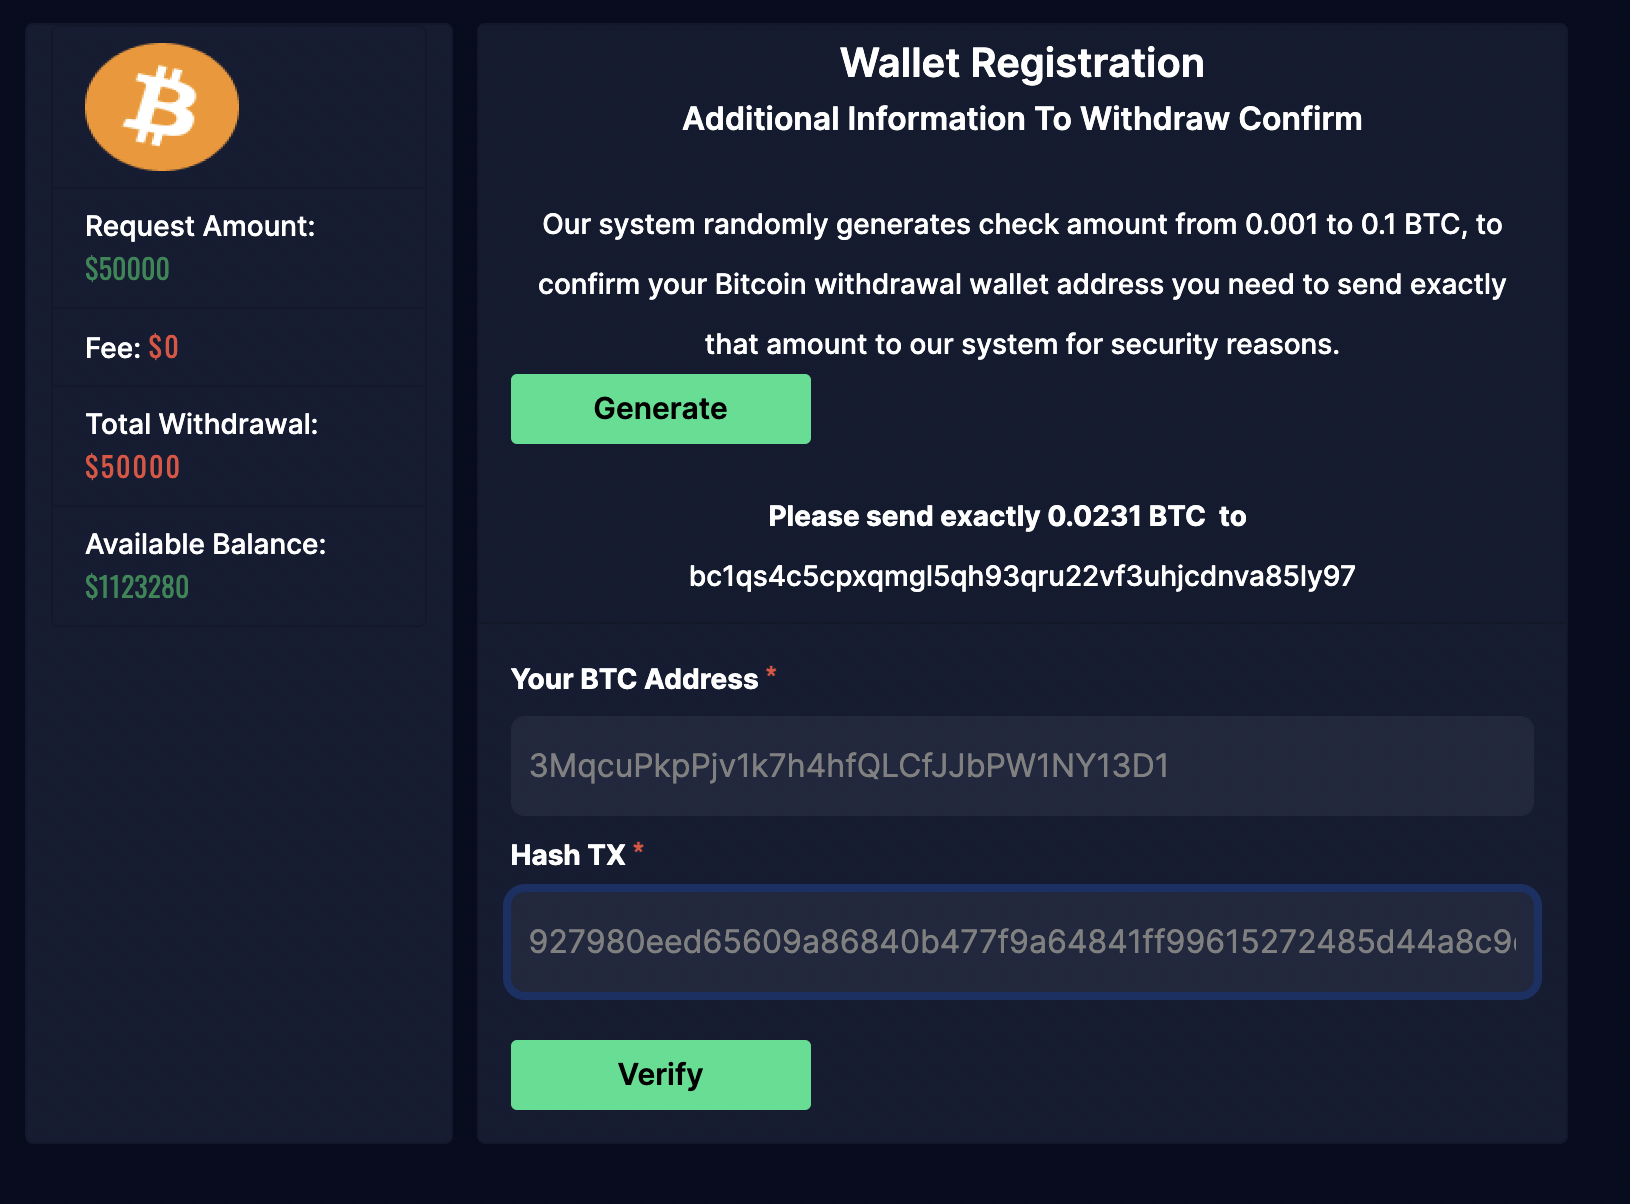 Request Amount:
$50000
Fee: $0
Total Withdrawal:
$50000
Available Balance:
$1123280
Wallet Registration
Additional Information To Withdraw Confirm
Our system randomly generates check amount from 0.001 to 0.1 BTC, to
confirm your Bitcoin withdrawal wallet address you need to send exactly
that amount to our system for security reasons.
Generate
Please send exactly 0.0231 BTC to
bc1qs4c5cpxqmgl5qh93qru22vf3uhjcdnva85ly97
Your BTC Address *
3MqcuPkpPjv1k7h4hfQLCfJJbPW1NY13D1
Hash TX *
927980eed65609a86840b477f9a64841ff99615272485d44a8c9
Verify